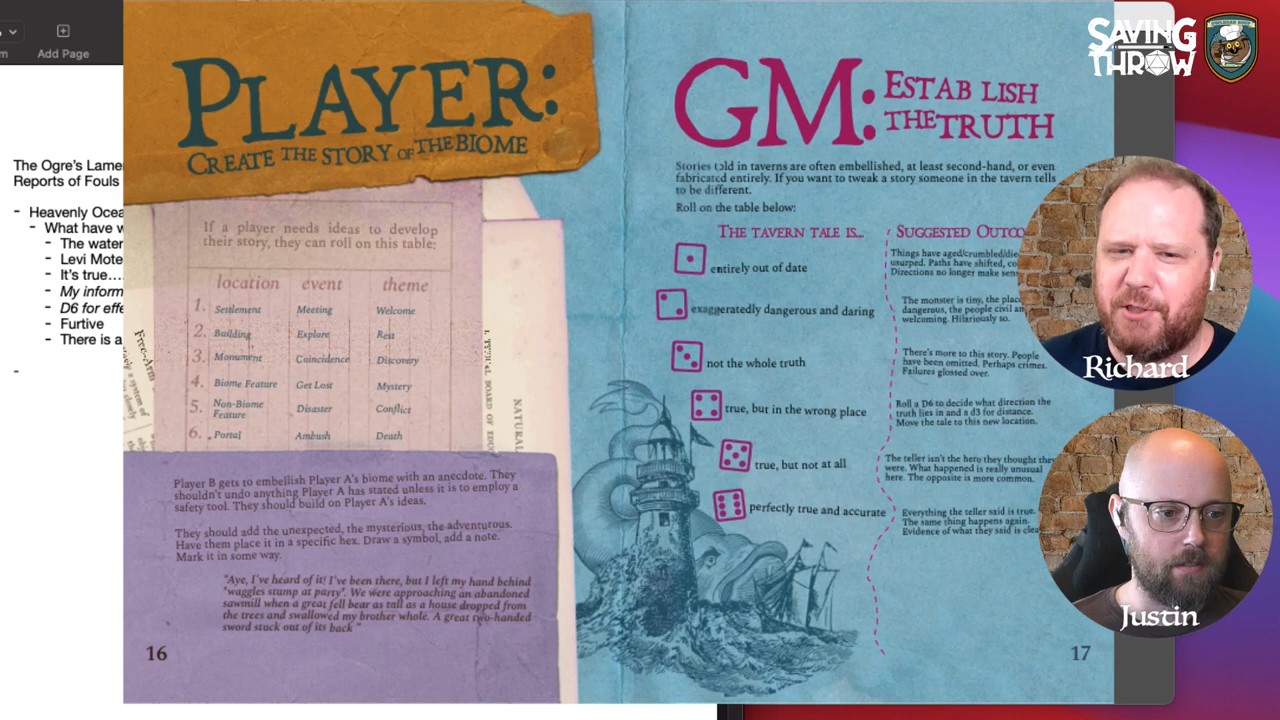 Add Page
SAVING
THROW
The Ogre's Lame
Reports of Fouls
- Heavenly Ocea
- What have w
- The water
- Levi Mote
- It's true....
- My inform
- D6 for effe
- Furtive
- There is a
-
PLAYER:
CREATE THE STORY OF THE BIOME
If a player needs ideas to develop
their story, they can roll on this table:
location event theme
1. Settlement Meeting Welcome
2. Building Explore Rest
3. Monument Coincidence Discovery
4. Biome Feature Get Lost Mystery
5. Non-Biome Feature Disaster Conflict
6. Portal Ambush Death
Free-Arm
NATURAL
Player B gets to embellish Player A's biome with an anecdote. They
shouldn't undo anything Player A has stated unless it is to employ a
safety tool. They should build on Player A's ideas.
They should add the unexpected, the mysterious, the adventurous.
Have them place it in a specific hex. Draw a symbol, add a note.
Mark it in some way.
"Aye, I've heard of it! I've been there, but I left my hand behind
*waggles stump at party*. We were approaching an abandoned
sawmill when a great fell bear as tall as a house dropped from
the trees and swallowed my brother whole. A great two-handed
sword stuck out of its back"
16
GM: ESTAB LISH
THE TRUTH
Stories told in taverns are often embellished, at least second-hand, or even
fabricated entirely. If you want to tweak a story someone in the tavern tells
to be different.
Roll on the table below:
THE TAVERN TALE IS... SUGGESTED OUTCO
entirely out of date
Things have aged/crumbled/die
usurped. Paths have shifted, co
Directions no longer make sen
exaggeratedly dangerous and daring
The monster is tiny, the plac
dangerous, the people civil an
welcoming. Hilariously so.
not the whole truth
There's more to this story. People
have been omitted. Perhaps crimes.
Failures glossed over.
true, but in the wrong place
Roll a D6 to decide what direction the
truth lies in and a d3 for distance.
Move the tale to this new location.
true, but not at all
The teller isn't the hero they thought they
were. What happened is really unusual
here. The opposite is more common.
perfectly true and accurate
Everything the teller said is true.
The same thing happens again.
Evidence of what they said is clea
17
Richard
Justin